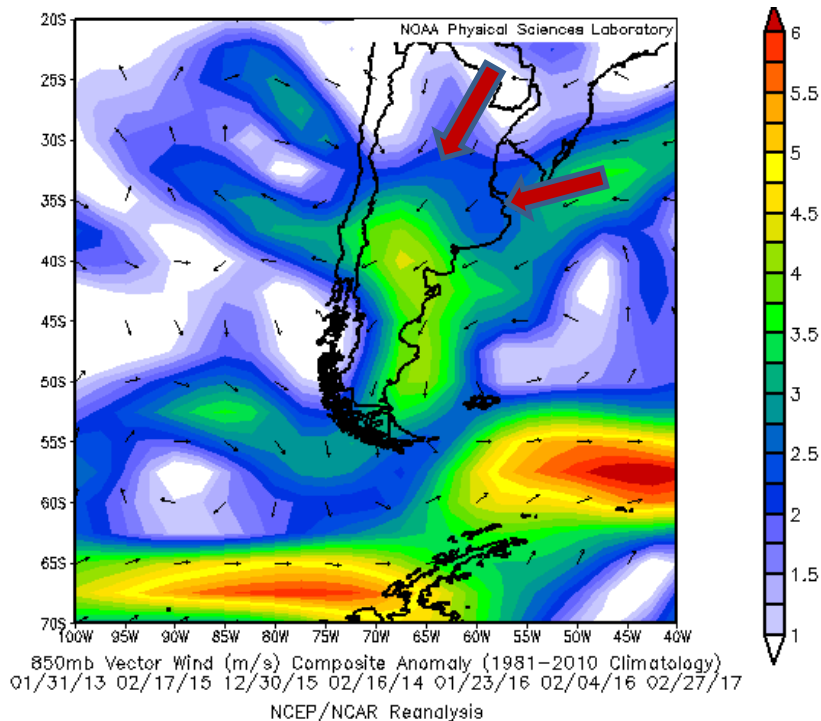 NOAA Physical Sciences Laboratory
20S
25S
30S
35S
40S
45S
50S
55S
60S
65S
70S
100W 95W 90W 85W 80W 75W 70W 65W 60W 55W 50W 45W 40W
6
5.5
5
4.5
4
3.5
3
2.5
2
1.5
1
850mb Vector Wind (m/s) Composite Anomaly (1981-2010 Climatology)
01/31/13 02/17/15 12/30/15 02/16/14 01/23/16 02/04/16 02/27/17
NCEP/NCAR Reanalysis